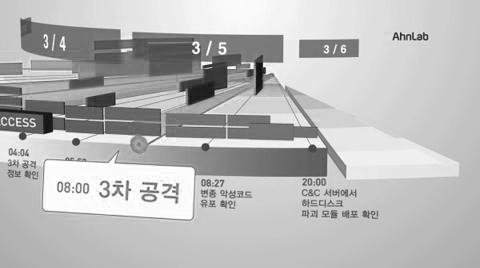 AhnLab
3 / 4
3 / 5
3 / 6
CCESS
04:04
3차 공격
정보 확인
08:00 3차 공격
08:27
변종 악성코드
유포 확인
20:00
C&C 서버에서
하드디스크
파괴 모듈 배포 확인